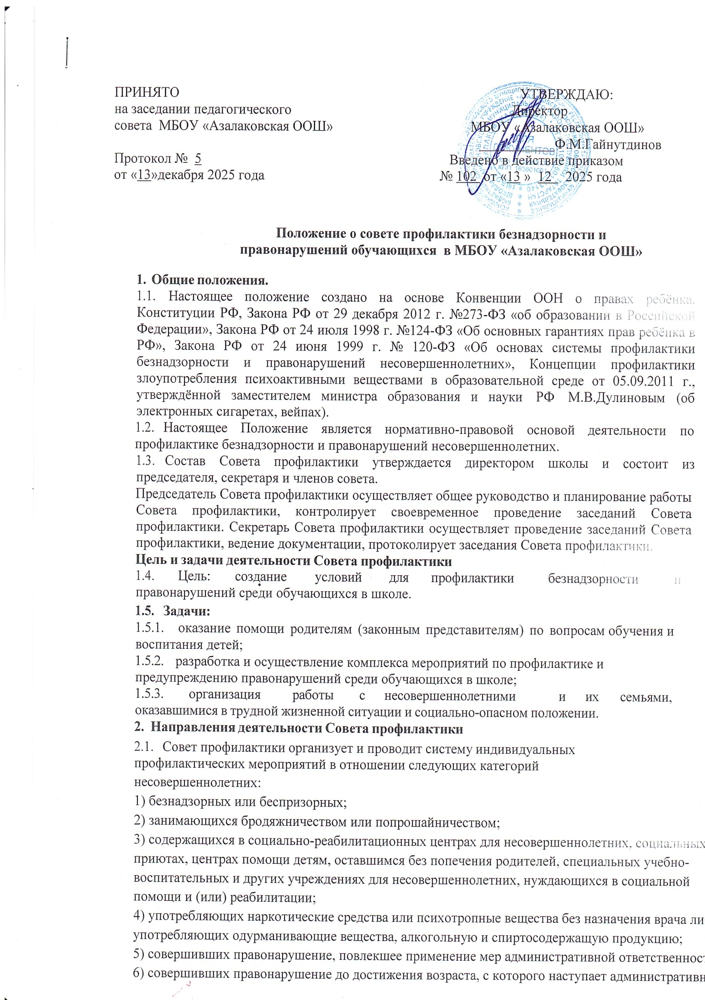 ПРИНЯТО
на заседании педагогического
совета МБОУ «Азалаковская ООШ»
Протокол № 5
от «13»декабря 2025 года
УТВЕРЖДАЮ:
Директор
МБОУ «Азалаковская ООШ»
Ф.М.Гайнутдинов
Введено в действие приказом
№ 102 от «13 » 12 2025 года
ДЛЯ
ДОКУМЕНТОВ
Положение о совете профилактики безнадзорности и
правонарушений обучающихся в МБОУ «Азалаковская ООШ»
1. Общие положения.
1.1. Настоящее положение создано на основе Конвенции ООН о правах ребёнка.
Конституции РФ, Закона РФ от 29 декабря 2012 г. №273-ФЗ «об образовании в Российской
Федерации», Закона РФ от 24 июля 1998 г. №124-ФЗ «Об основных гарантиях прав ребёнка в
РФ», Закона РФ от 24 июня 1999 г. № 120-ФЗ «Об основах системы профилактики
безнадзорности и правонарушений несовершеннолетних», Концепции профилактики
злоупотребления психоактивными веществами в образовательной среде от 05.09.2011 г.,
утверждённой заместителем министра образования и науки РФ М.В.Дулиновым (об
электронных сигаретах, вейпах).
1.2. Настоящее Положение является нормативно-правовой основой деятельности по
профилактике безнадзорности и правонарушений несовершеннолетних.
1.3. Состав Совета профилактики утверждается директором школы и состоит из
председателя, секретаря и членов совета.
Председатель Совета профилактики осуществляет общее руководство и планирование работы
Совета профилактики, контролирует своевременное проведение заседаний Совета
профилактики. Секретарь Совета профилактики осуществляет проведение заседаний Совета
профилактики, ведение документации, протоколирует заседания Совета профилактики.
Цель и задачи деятельности Совета профилактики
1.4. Цель: создание условий для профилактики безнадзорности и
правонарушений среди обучающихся в школе.
1.5. Задачи:
1.5.1. оказание помощи родителям (законным представителям) по вопросам обучения и
воспитания детей;
1.5.2. разработка и осуществление комплекса мероприятий по профилактике и
предупреждению правонарушений среди обучающихся в школе;
1.5.3. организация работы с несовершеннолетними и их семьями,
оказавшимися в трудной жизненной ситуации и социально-опасном положении.
2. Направления деятельности Совета профилактики
2.1. Совет профилактики организует и проводит систему индивидуальных
профилактических мероприятий в отношении следующих категорий
несовершеннолетних:
1) безнадзорных или беспризорных;
2) занимающихся бродяжничеством или попрошайничеством;
3) содержащихся в социально-реабилитационных центрах для несовершеннолетних, социальных
приютах, центрах помощи детям, оставшимся без попечения родителей, специальных учебно-
воспитательных и других учреждениях для несовершеннолетних, нуждающихся в социальной
помощи и (или) реабилитации;
4) употребляющих наркотические средства или психотропные вещества без назначения врача ли
употребляющих одурманивающие вещества, алкогольную и спиртосодержащую продукцию;
5) совершивших правонарушение, повлекшее применение мер административной ответственност
6) совершивших правонарушение до достижения возраста, с которого наступает административн